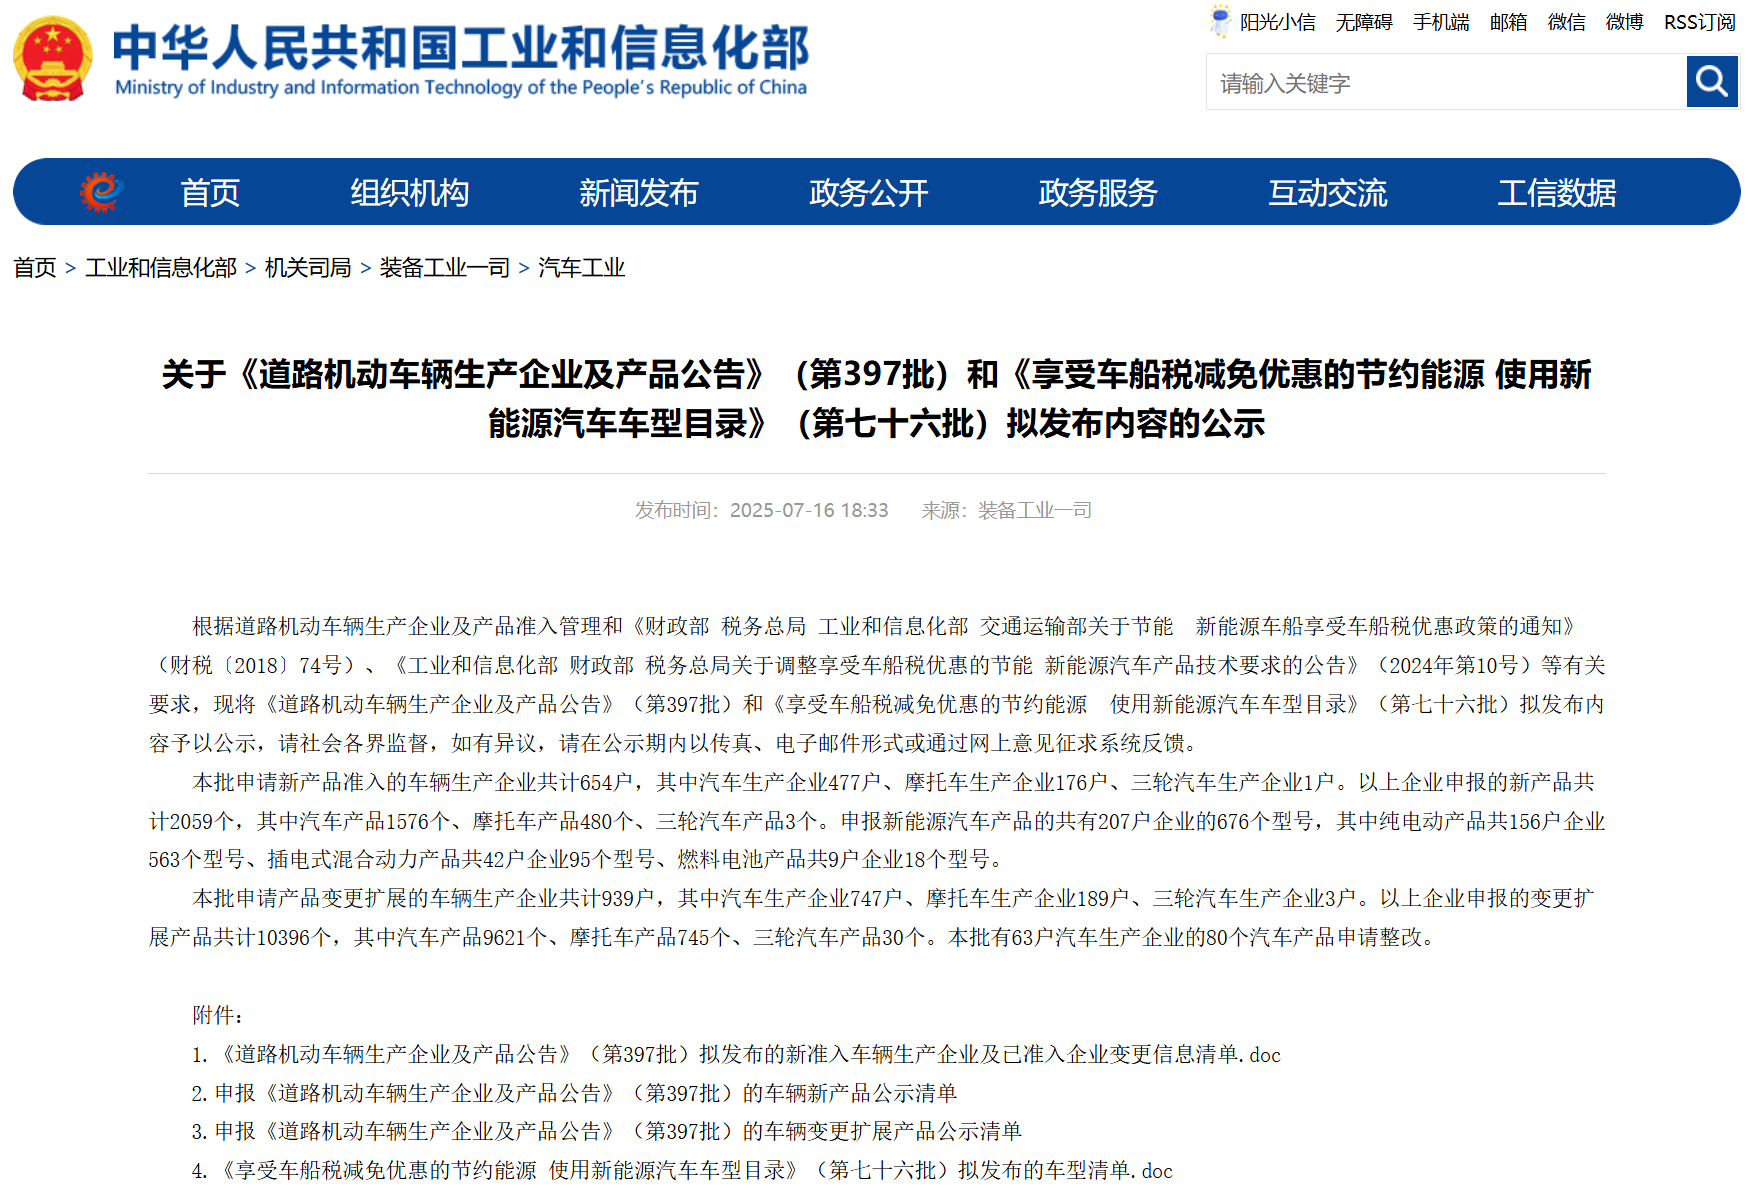 中华人民共和国工业和信息化部
Ministry of Industry and Information Technology of the People's Republic of China
阳光小信 无障碍 手机端 邮箱 微信 微博 RSS订阅
请输入关键字
首页 组织机构 新闻发布 政务公开 政务服务 互动交流 工信数据
首页 > 工业和信息化部 > 机关司局 > 装备工业一司 > 汽车工业
关于《道路机动车辆生产企业及产品公告》（第397批）和《享受车船税减免优惠的节约能源 使用新
能源汽车车型目录》（第七十六批）拟发布内容的公示
发布时间：2025-07-16 18:33 来源：装备工业一司
根据道路机动车辆生产企业及产品准入管理和《财政部 税务总局 工业和信息化部 交通运输部关于节能 新能源车船享受车船税优惠政策的通知》
（财税〔2018〕74号）、《工业和信息化部 财政部 税务总局关于调整享受车船税优惠的节能 新能源汽车产品技术要求的公告》（2024年第10号）等有关
要求，现将《道路机动车辆生产企业及产品公告》（第397批）和《享受车船税减免优惠的节约能源 使用新能源汽车车型目录》（第七十六批）拟发布内
容予以公示，请社会各界监督，如有异议，请在公示期内以传真、电子邮件形式或通过网上意见征求系统反馈。
本批申请新产品准入的车辆生产企业共计654户，其中汽车生产企业477户、摩托车生产企业176户、三轮汽车生产企业1户。以上企业申报的新产品共
计2059个，其中汽车产品1576个、摩托车产品480个、三轮汽车产品3个。申报新能源汽车产品的共有207户企业的676个型号，其中纯电动产品共156户企业
563个型号、插电式混合动力产品共42户企业95个型号、燃料电池产品共9户企业18个型号。
本批申请产品变更扩展的车辆生产企业共计939户，其中汽车生产企业747户、摩托车生产企业189户、三轮汽车生产企业3户。以上企业申报的变更扩
展产品共计10396个，其中汽车产品9621个、摩托车产品745个、三轮汽车产品30个。本批有63户汽车生产企业的80个汽车产品申请整改。
附件：
1.《道路机动车辆生产企业及产品公告》（第397批）拟发布的新准入车辆生产企业及已准入企业变更信息清单.doc
2.申报《道路机动车辆生产企业及产品公告》（第397批）的车辆新产品公示清单
3.申报《道路机动车辆生产企业及产品公告》（第397批）的车辆变更扩展产品公示清单
4.《享受车船税减免优惠的节约能源 使用新能源汽车车型目录》（第七十六批）拟发布的车型清单.doc